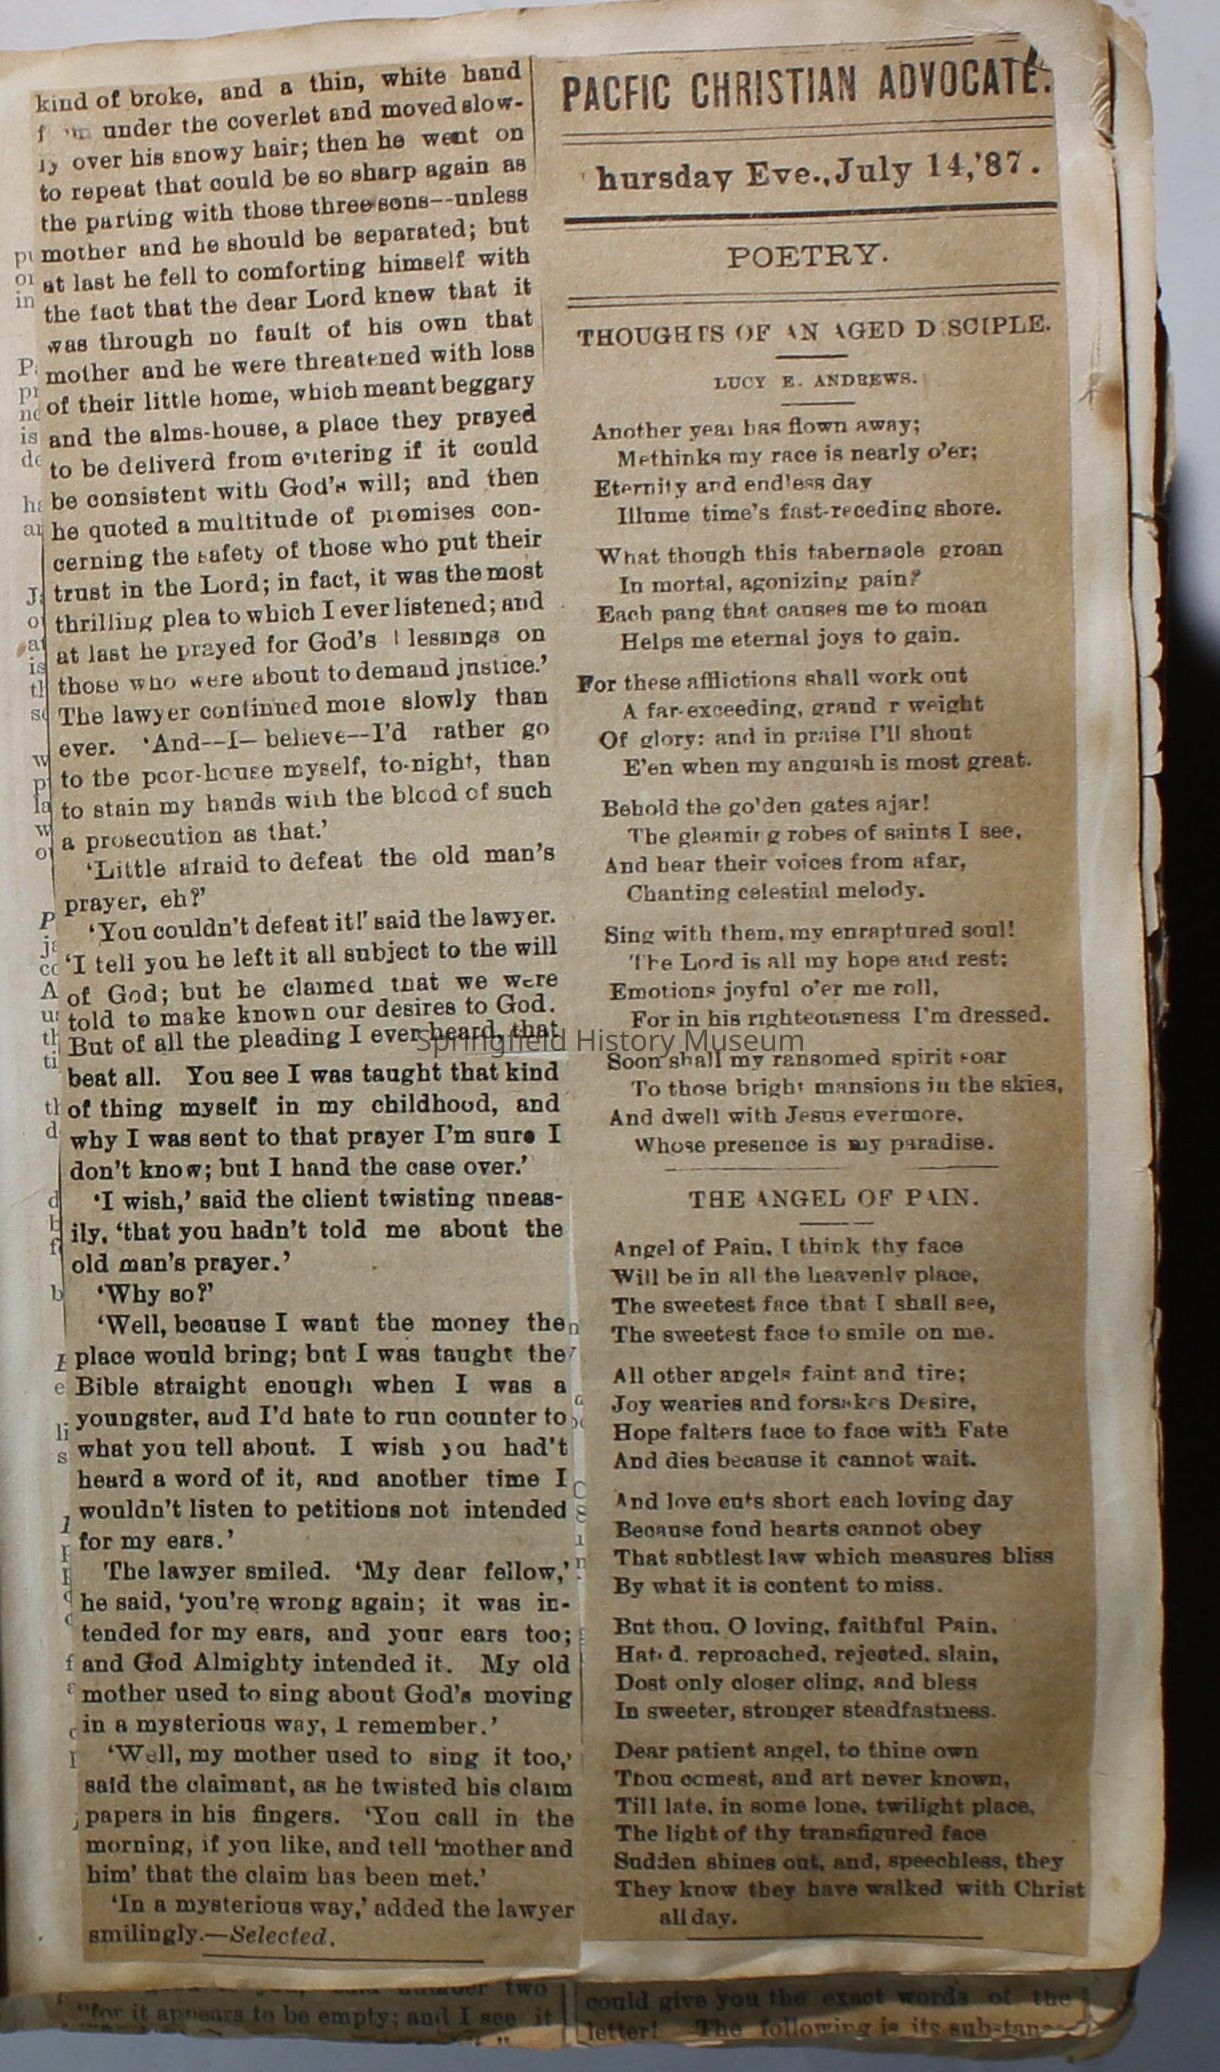 kind of broke, and a thin, white hand
under the coverlet and moved slow-
ly over his snowy hair; then he went on
to repeat that could be so sharp again as
the parting with those three sons--unless
mother and he should be separated; but
at last he fell to comforting himself with
the fact that the dear Lord knew that it
was through no fault of his own that
mother and he were threatened with loss
of their little home, which meant beggary
and the alms-house, a place they prayed
to be deliverd from entering if it could
be consistent with God's will; and then
he quoted a multitude of promises con-
cerning the safety of those who put their
trust in the Lord; in fact, it was the most
thrilling plea to which I ever listened; and
at last he prayed for God's blessings on
those who were about to demand justice.'
The lawyer continued more slowly than
ever. 'And--I--believe--I'd rather go
to the poor-house myself, to-night, than
to stain my hands with the blood of such
a prosecution as that.'
'Little afraid to defeat the old man's
prayer, eh?'
'You couldn't defeat it!' said the lawyer.
'I tell you he left it all subject to the will
of God; but he claimed that we were
told to make known our desires to God.
But of all the pleading I ever heard, that
beat all. You see I was taught that kind
of thing myself in my childhood, and
why I was sent to that prayer I'm sure I
don't know; but I hand the case over.'
'I wish,' said the client twisting uneas-
ily, 'that you hadn't told me about the
old man's prayer.'
'Why so?'
'Well, because I want the money the
place would bring; but I was taught the
Bible straight enough when I was a
youngster, and I'd hate to run counter to
what you tell about. I wish you had't
heard a word of it, and another time I
wouldn't listen to petitions not intended
for my ears.'
The lawyer smiled. 'My dear fellow,'
he said, 'you're wrong again; it was in-
tended for my ears, and your ears too;
and God Almighty intended it. My old
mother used to sing about God's moving
in a mysterious way, I remember.'
'Well, my mother used to sing it too,'
said the claimant, as he twisted his claim
papers in his fingers. 'You call in the
morning, if you like, and tell 'mother and
him' that the claim has been met.'
'In a mysterious way,' added the lawyer
smilingly.—Selected.
PACFIC CHRISTIAN ADVOCATE.
hursday Eve., July 14,'87.
POETRY.
THOUGHTS OF AN AGED DISCIPLE.
LUCY E. ANDREWS.
Another year has flown away;
Methinks my race is nearly o'er;
Eternity and endless day
Illume time's fast-receding shore.
What though this tabernacle groan
In mortal, agonizing pain?
Each pang that causes me to moan
Helps me eternal joys to gain.
For these afflictions shall work out
A far-exceeding, grander weight
Of glory: and in praise I'll shout
E'en when my anguish is most great.
Behold the golden gates ajar!
The gleaming robes of saints I see,
And hear their voices from afar,
Chanting celestial melody.
Sing with them, my enraptured soul!
The Lord is all my hope and rest;
Emotions joyful o'er me roll,
For in his righteousness I'm dressed.
Springfield History Museum
Soon shall my ransomed spirit soar
To those bright mansions in the skies,
And dwell with Jesus evermore,
Whose presence is my paradise.
THE ANGEL OF PAIN.
Angel of Pain, I think thy face
Will be in all the heavenly place,
The sweetest face that I shall see,
The sweetest face to smile on me.
All other angels faint and tire;
Joy wearies and forsakes Desire,
Hope falters face to face with Fate
And dies because it cannot wait.
And love cuts short each loving day
Because fond hearts cannot obey
That subtlest law which measures bliss
By what it is content to miss.
But thou, O loving, faithful Pain,
Hated, reproached, rejected, slain,
Dost only closer cling, and bless
In sweeter, stronger steadfastness.
Dear patient angel, to thine own
Thou comest, and art never known,
Till late, in some lone, twilight place,
The light of thy transfigured face
Sudden shines out, and, speechless, they
They know they have walked with Christ
all day.
number two
"for it appears to be empty; and I see it
could give you the exact words of the
letter! The following is its substan